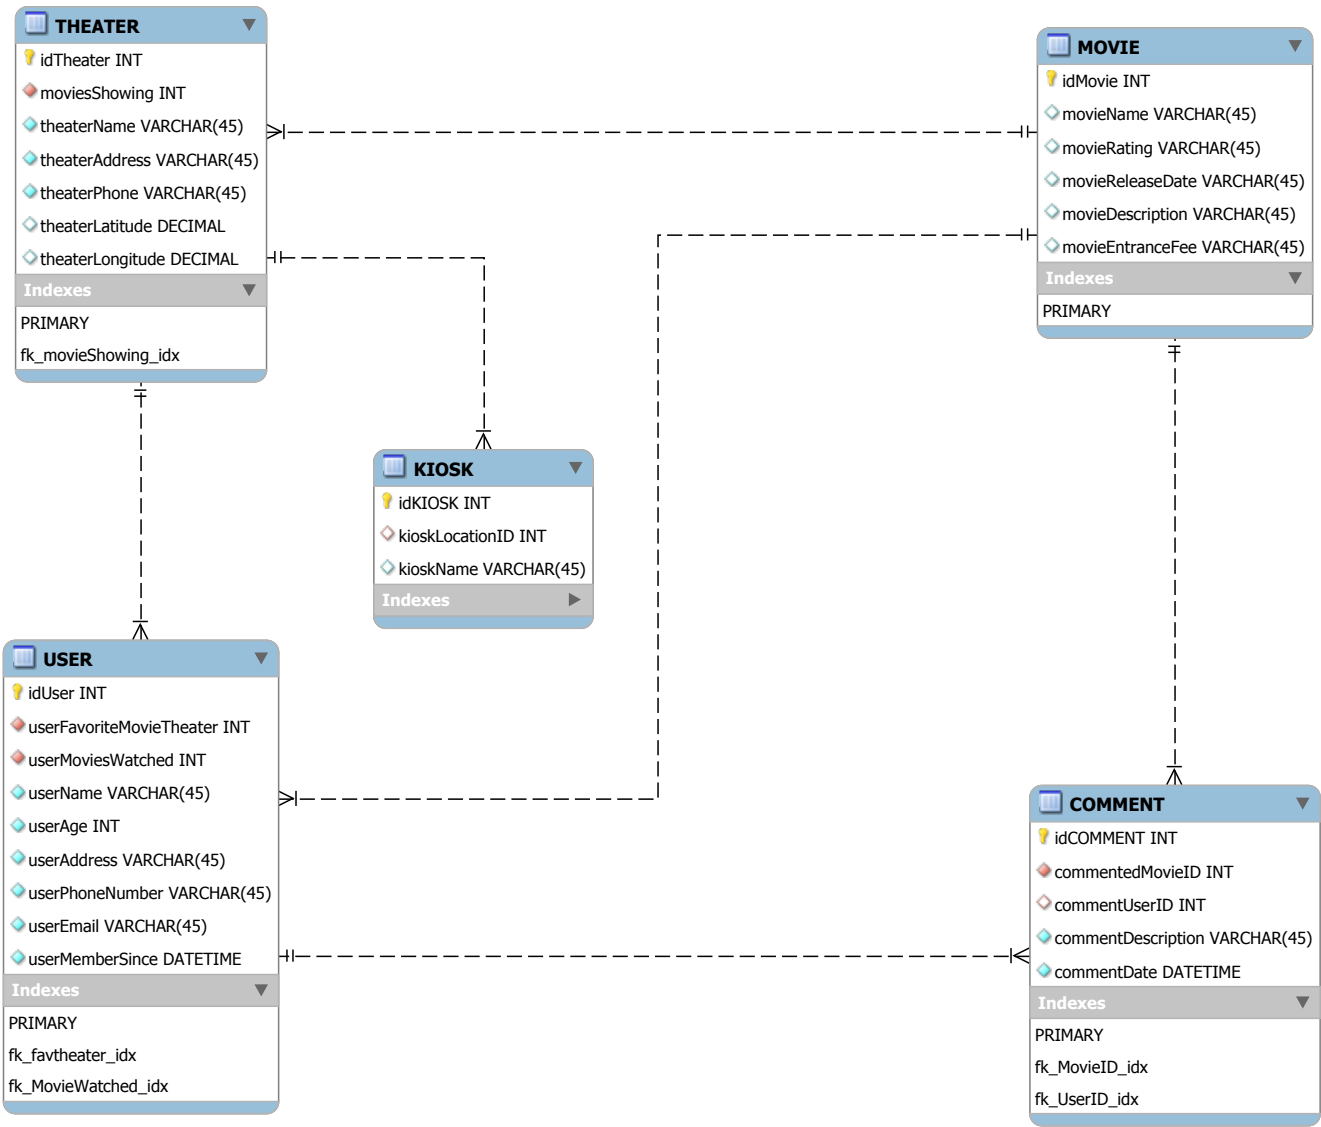 THEATER
idTheater INT
moviesShowing INT
theaterName VARCHAR(45)
theaterAddress VARCHAR(45)
theaterPhone VARCHAR(45)
theaterLatitude DECIMAL
theaterLongitude DECIMAL
Indexes
PRIMARY
fk_movieShowing_idx
MOVIE
idMovie INT
movieName VARCHAR(45)
movieRating VARCHAR(45)
movieReleaseDate VARCHAR(45)
movieDescription VARCHAR(45)
movieEntranceFee VARCHAR(45)
Indexes
PRIMARY
KIOSK
idKIOSK INT
kioskLocationID INT
kioskName VARCHAR(45)
Indexes
USER
idUser INT
userFavoriteMovieTheater INT
userMoviesWatched INT
userName VARCHAR(45)
userAge INT
userAddress VARCHAR(45)
userPhoneNumber VARCHAR(45)
userEmail VARCHAR(45)
userMemberSince DATETIME
Indexes
PRIMARY
fk_favtheater_idx
fk_MovieWatched_idx
COMMENT
idCOMMENT INT
commentedMovieID INT
commentUserID INT
commentDescription VARCHAR(45)
commentDate DATETIME
Indexes
PRIMARY
fk_MovieID_idx
fk_UserID_idx